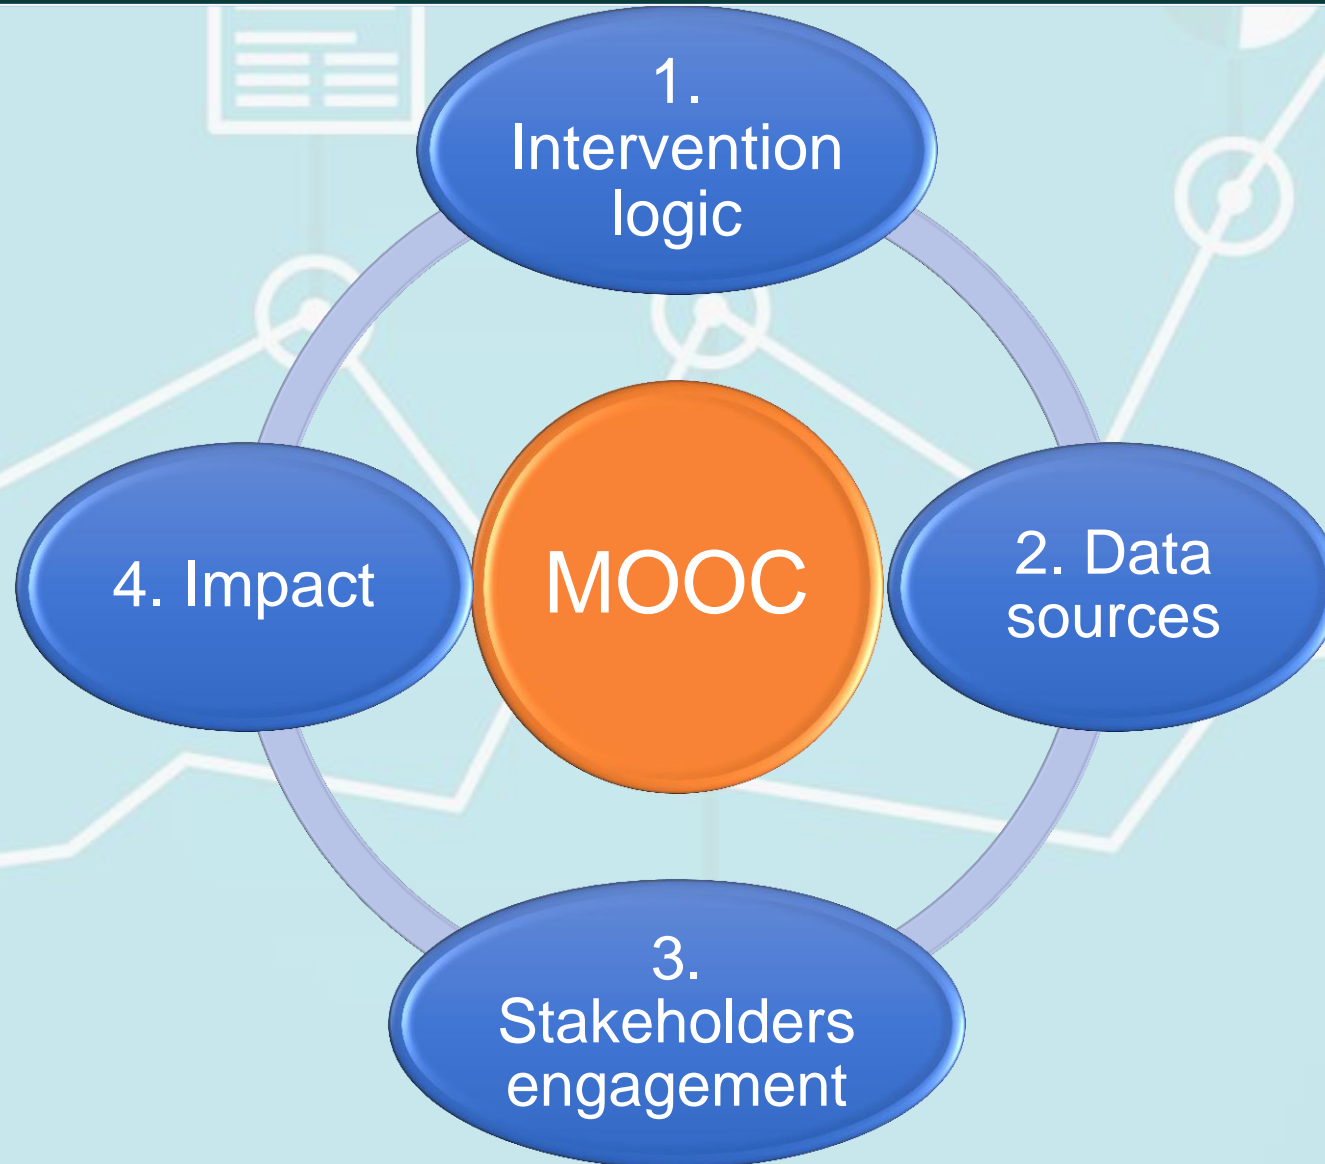 1.
Intervention
logic
MOOC
2. Data
sources
3.
Stakeholders
engagement
4. Impact